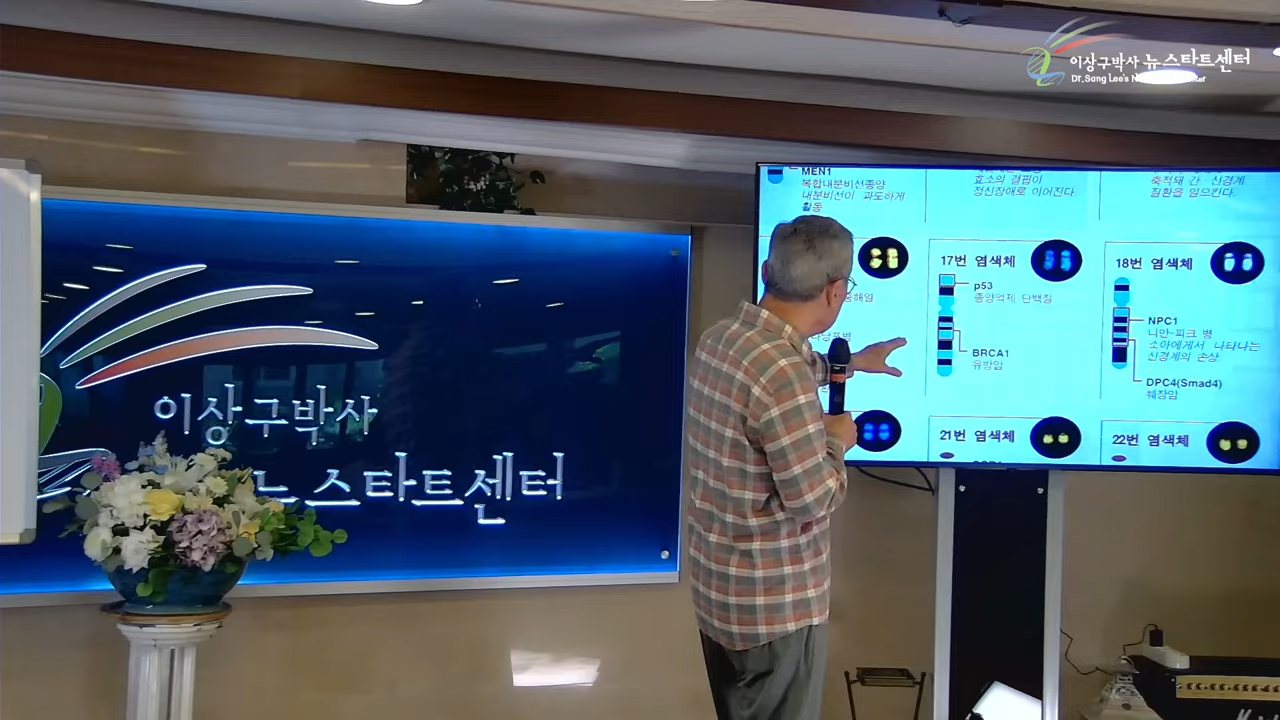 이상구박사 뉴스타트센터
Dr.Sang Lee's
MEN1
복합내분비선종양
내분비선이 과도하게
활동
효소의 결핍이
정신장애로 이어진다
축적돼 간 신경계
질환을 일으킨다.
17번 염색체
p53
종양억제 단백질
BRCA1
유방암
18번 염색체
NPC1
니만-피크 병
소아에게서 나타나는
신경계의 손상
DPC4(Smad4)
췌장암
21번 염색체
22번 염색체
이상구박사
뉴스타트센터